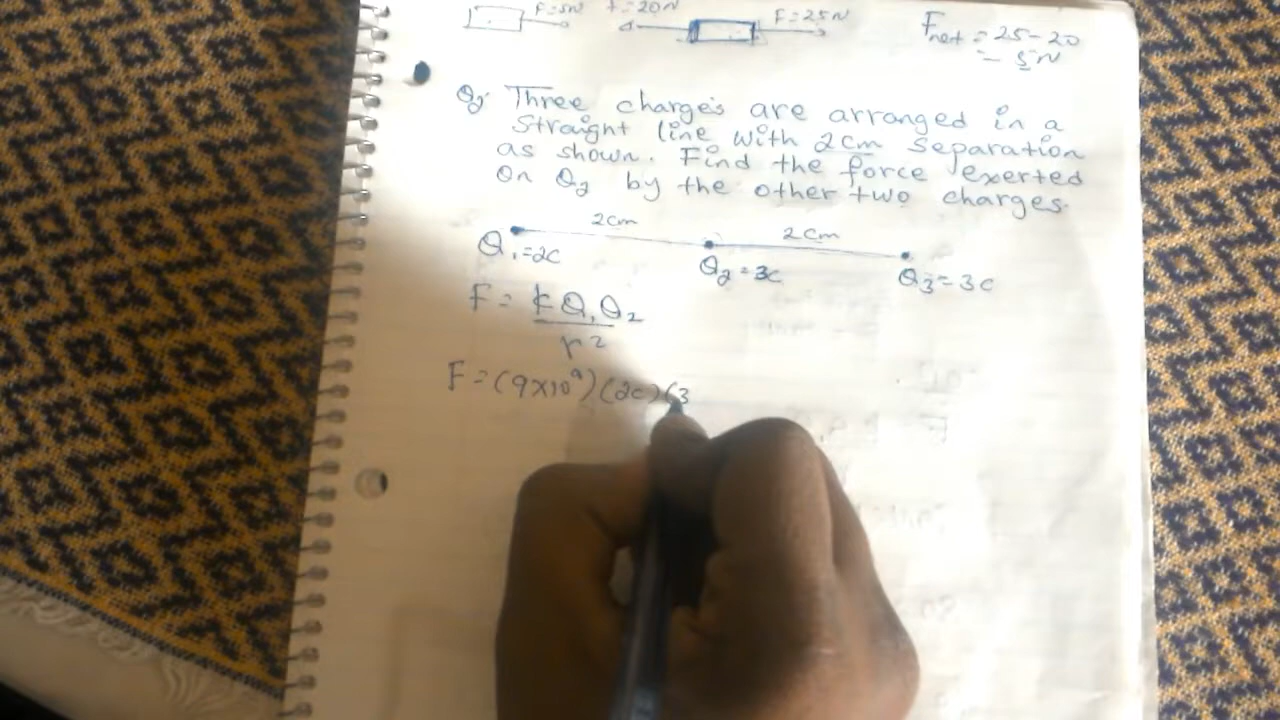 F=5N F=20N F=25N Fnet = 25-20
= 5N
Q: Three charges are arranged in a
straight line with 2cm separation
as shown. Find the force exerted
on Q2 by the other two charges.
2cm 2cm
Q1=2C Q2=3C Q3=3C
F = kQ1Q2
r²
F=(9x10⁹)(2C)(3